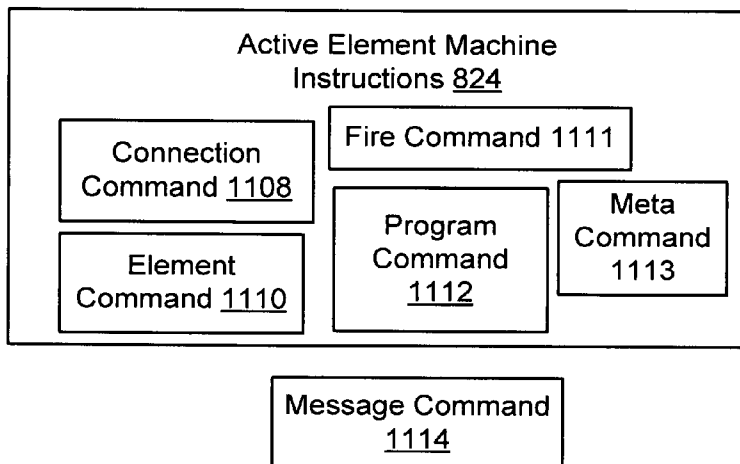 Active Element Machine
Instructions 824
Fire Command 1111
Connection
Command 1108
Program
Command
1112
Meta
Command
1113
Element
Command 1110
Message Command
1114